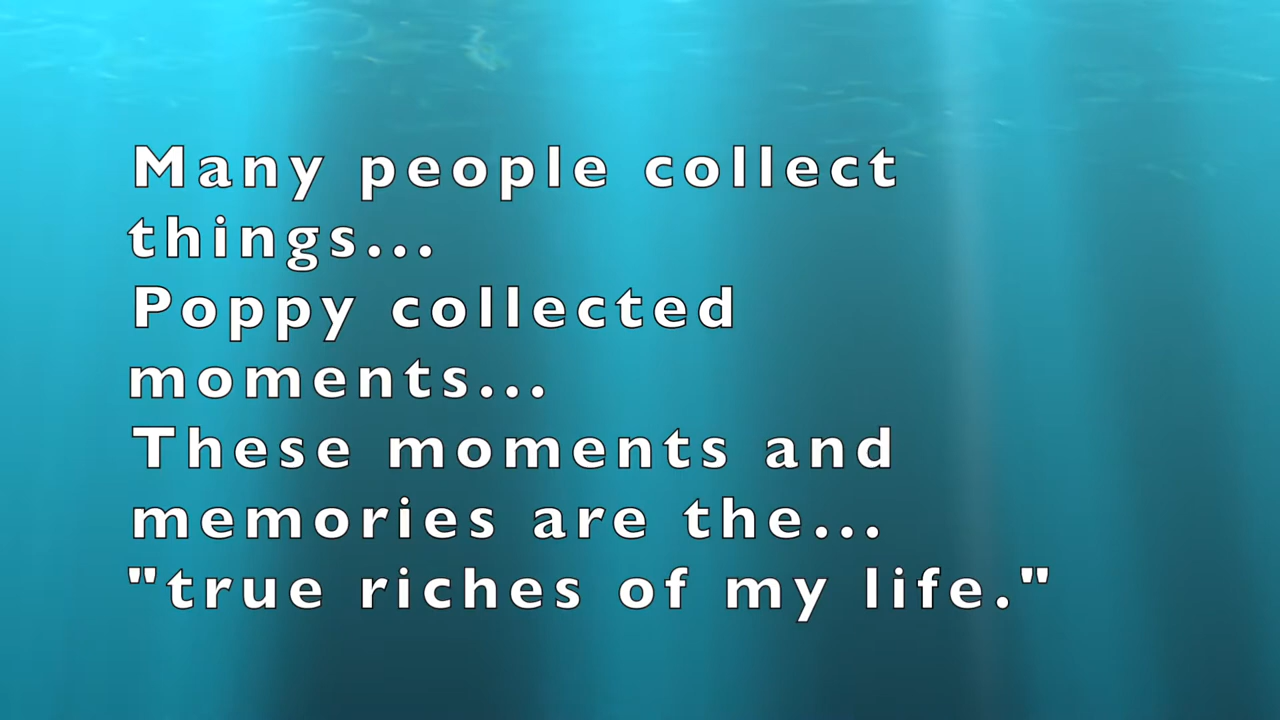 Many people collect
things...
Poppy collected
moments...
These moments and
memories are the...
"true riches of my life."